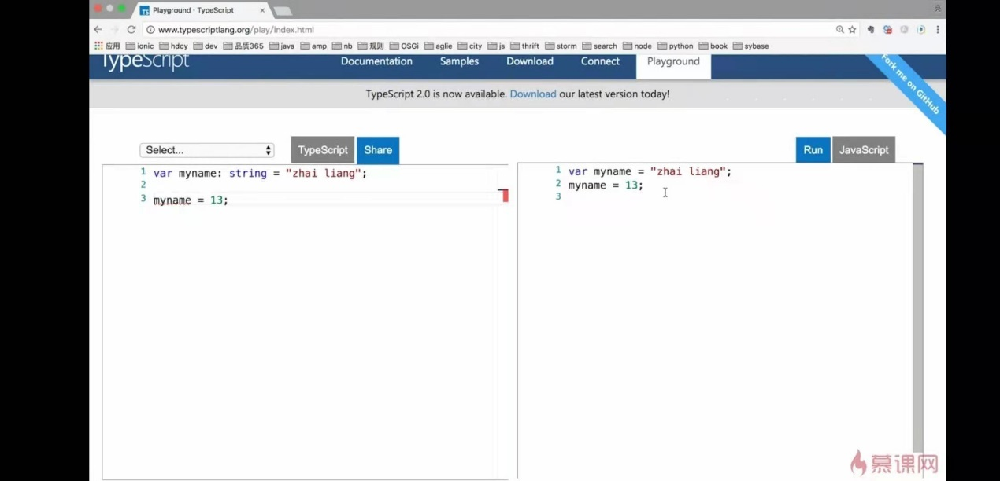 Playground · TypeScript
www.typescriptlang.org/play/index.html
应用 ionic hdcy dev 品质365 java amp nb 规则 OSGi aglie city js thrift storm search node python book sybase
TypeScript Documentation Samples Download Connect Playground
Fork me on GitHub
TypeScript 2.0 is now available. Download our latest version today!
Select... TypeScript Share
Run JavaScript
1 var myname: string = "zhai liang";
2
3 myname = 13;
1 var myname = "zhai liang";
2 myname = 13;
3
慕课网